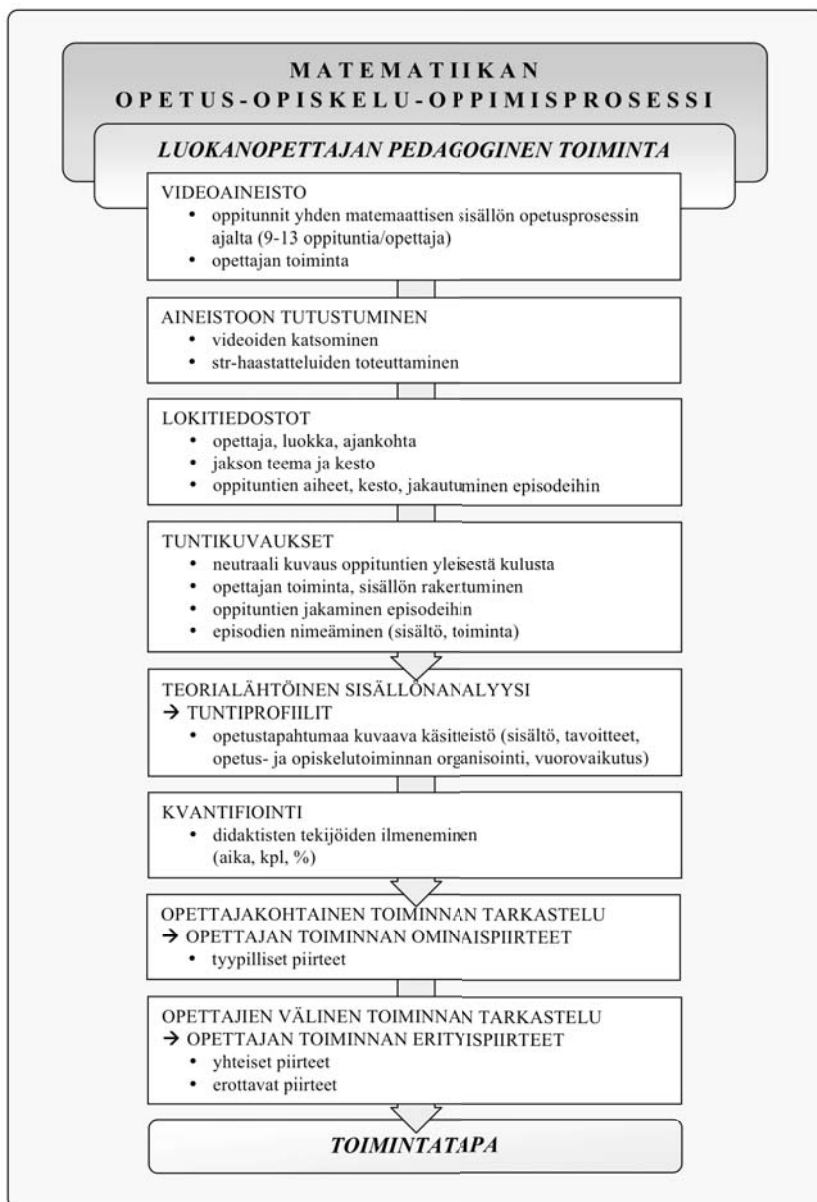 MATEMATIIKAN
OPETUS-OPISKELU-OPPIMISPROSESSI
LUOKANOPETTAJAN PEDAGOGINEN TOIMINTA
VIDEOAINEISTO
• oppitunnit yhden matemaattisen sisällön opetusprosessin
ajalta (9-13 oppituntia/opettaja)
• opettajan toiminta
AINEISTOON TUTUSTUMINEN
• videoiden katsominen
• str-haastatteluiden toteuttaminen
LOKITIEDOSTOT
• opettaja, luokka, ajankohta
• jakson teema ja kesto
• oppituntien aiheet, kesto, jakautuminen episodeihin
TUNTIKUVAUKSET
• neutraali kuvaus oppituntien yleisestä kulusta
• opettajan toiminta, sisällön rakentuminen
• oppituntien jakaminen episodeihin
• episodien nimeäminen (sisältö, toiminta)
TEORIALÄHTÖINEN SISÄLLÖNANALYYSI
→ TUNTIPROFIILIT
• opetustapahtumaa kuvaava käsitteistö (sisältö, tavoitteet,
opetus- ja opiskelutoiminnan organisointi, vuorovaikutus)
KVANTIFIOINTI
• didaktisten tekijöiden ilmeneminen
(aika, kpl, %)
OPETTAJAKOHTAINEN TOIMINNAN TARKASTELU
→ OPETTAJAN TOIMINNAN OMINAISPIIRTEET
• tyypilliset piirteet
OPETTAJIEN VÄLINEN TOIMINNAN TARKASTELU
→ OPETTAJAN TOIMINNAN ERITYISPIIRTEET
• yhteiset piirteet
• erottavat piirteet
TOIMINTATAPA